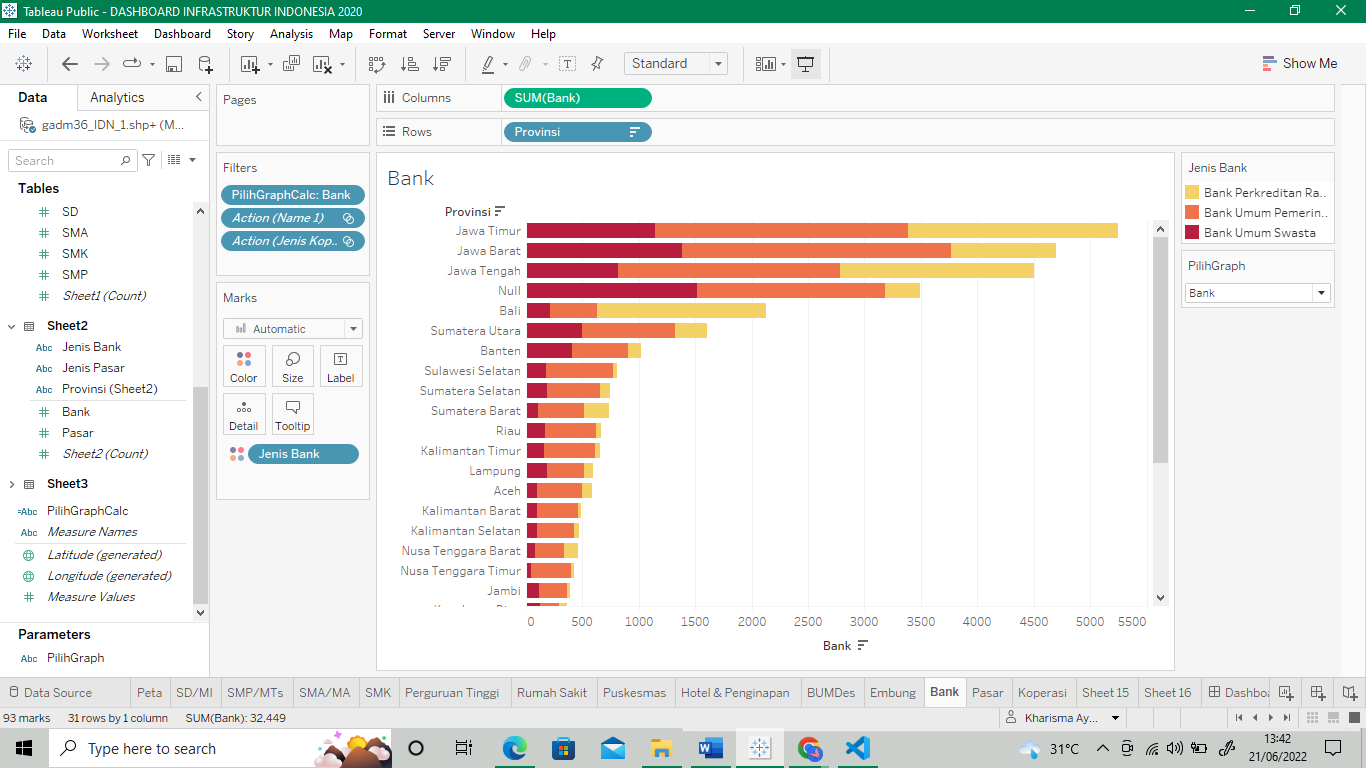 Tableau Public - DASHBOARD INFRASTRUKTUR INDONESIA 2020
File Data Worksheet Dashboard Story Analysis Map Format Server Window Help
Standard
Show Me
Data Analytics
gadm36_IDN_1.shp+ (M...
Search
Tables
SD
SMA
SMK
SMP
Sheet1 (Count)
Sheet2
Abc Jenis Bank
Abc Jenis Pasar
Abc Provinsi (Sheet2)
Bank
Pasar
Sheet2 (Count)
Sheet3
=Abc PilihGraphCalc
Abc Measure Names
Latitude (generated)
Longitude (generated)
Measure Values
Parameters
Abc PilihGraph
Pages
Filters
PilihGraphCalc: Bank
Action (Name 1)
Action (Jenis Kop..
Marks
Automatic
Color Size Label
Detail Tooltip
Jenis Bank
Columns SUM(Bank)
Rows Provinsi
Bank
Provinsi
Jawa Timur
Jawa Barat
Jawa Tengah
Null
Bali
Sumatera Utara
Banten
Sulawesi Selatan
Sumatera Selatan
Sumatera Barat
Riau
Kalimantan Timur
Lampung
Aceh
Kalimantan Barat
Kalimantan Selatan
Nusa Tenggara Barat
Nusa Tenggara Timur
Jambi
0 500 1000 1500 2000 2500 3000 3500 4000 4500 5000 5500
Bank
Jenis Bank
Bank Perkreditan Ra..
Bank Umum Pemerin..
Bank Umum Swasta
PilihGraph
Bank
Data Source Peta SD/MI SMP/MTs SMA/MA SMK Perguruan Tinggi Rumah Sakit Puskesmas Hotel & Penginapan BUMDes Embung Bank Pasar Koperasi Sheet 15 Sheet 16 Dashboa
93 marks 31 rows by 1 column SUM(Bank): 32,449
Kharisma Ay...
Type here to search
31°C
13:42
21/06/2022